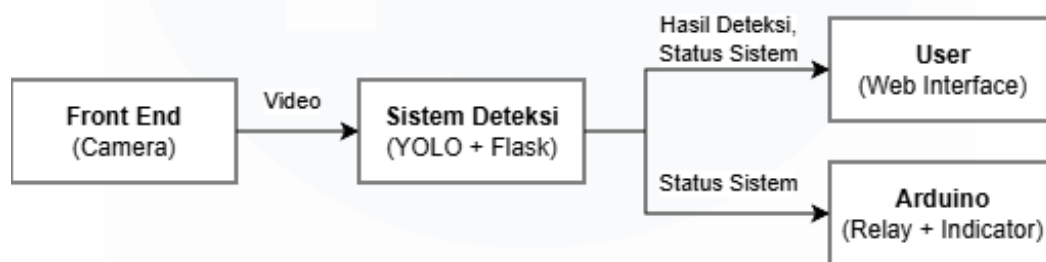 Front End
(Camera)
Video
Sistem Deteksi
(YOLO + Flask)
Hasil Deteksi,
Status Sistem
User
(Web Interface)
Status Sistem
Arduino
(Relay + Indicator)